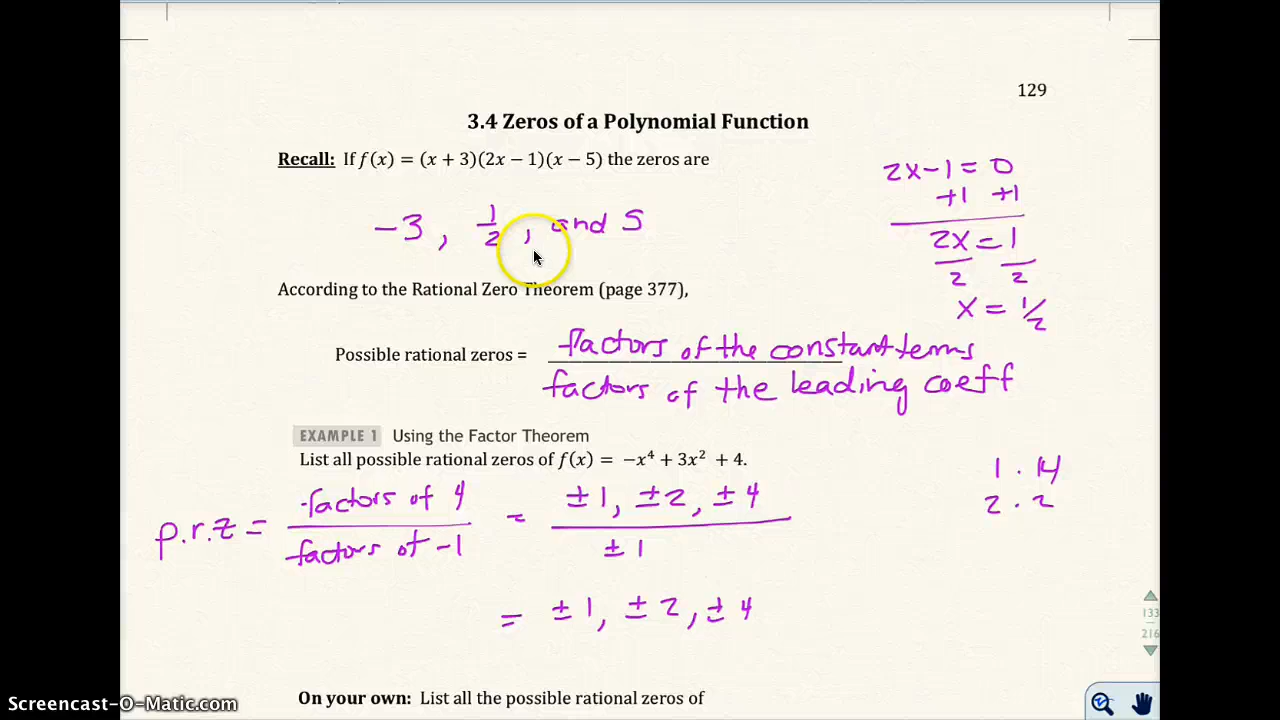 129
3.4 Zeros of a Polynomial Function
Recall: If f(x) = (x + 3)(2x − 1)(x − 5) the zeros are
2x−1 = 0
+1 +1
2x = 1
2 2
x = 1/2
−3, 1/2, and 5
According to the Rational Zero Theorem (page 377),
Possible rational zeros = factors of the constant terms
factors of the leading coeff
EXAMPLE 1 Using the Factor Theorem
List all possible rational zeros of f(x) = −x⁴ + 3x² + 4.
1 · 4
2 · 2
p.r.z = factors of 4 / factors of −1 = ±1, ±2, ±4 / ±1
= ±1, ±2, ±4
On your own: List all the possible rational zeros of
133
216
Screencast-O-Matic.com